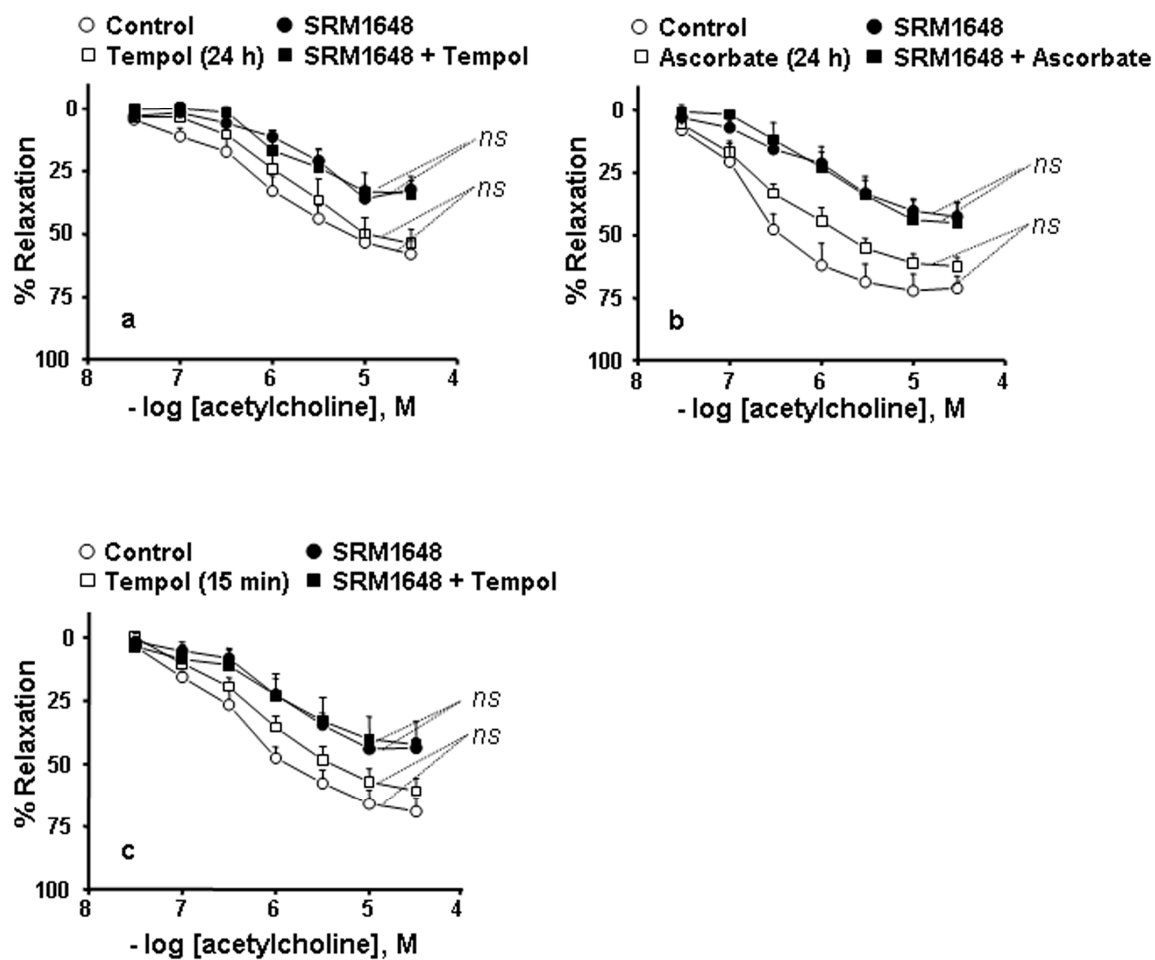 Control SRM1648
Tempol (24 h) SRM1648 + Tempol
0
25
50
75
100
% Relaxation
ns
ns
a
8 7 6 5 4
- log [acetylcholine], M
Control SRM1648
Ascorbate (24 h) SRM1648 + Ascorbate
0
25
50
75
100
% Relaxation
ns
ns
b
8 7 6 5 4
- log [acetylcholine], M
Control SRM1648
Tempol (15 min) SRM1648 + Tempol
0
25
50
75
100
% Relaxation
ns
ns
c
8 7 6 5 4
- log [acetylcholine], M